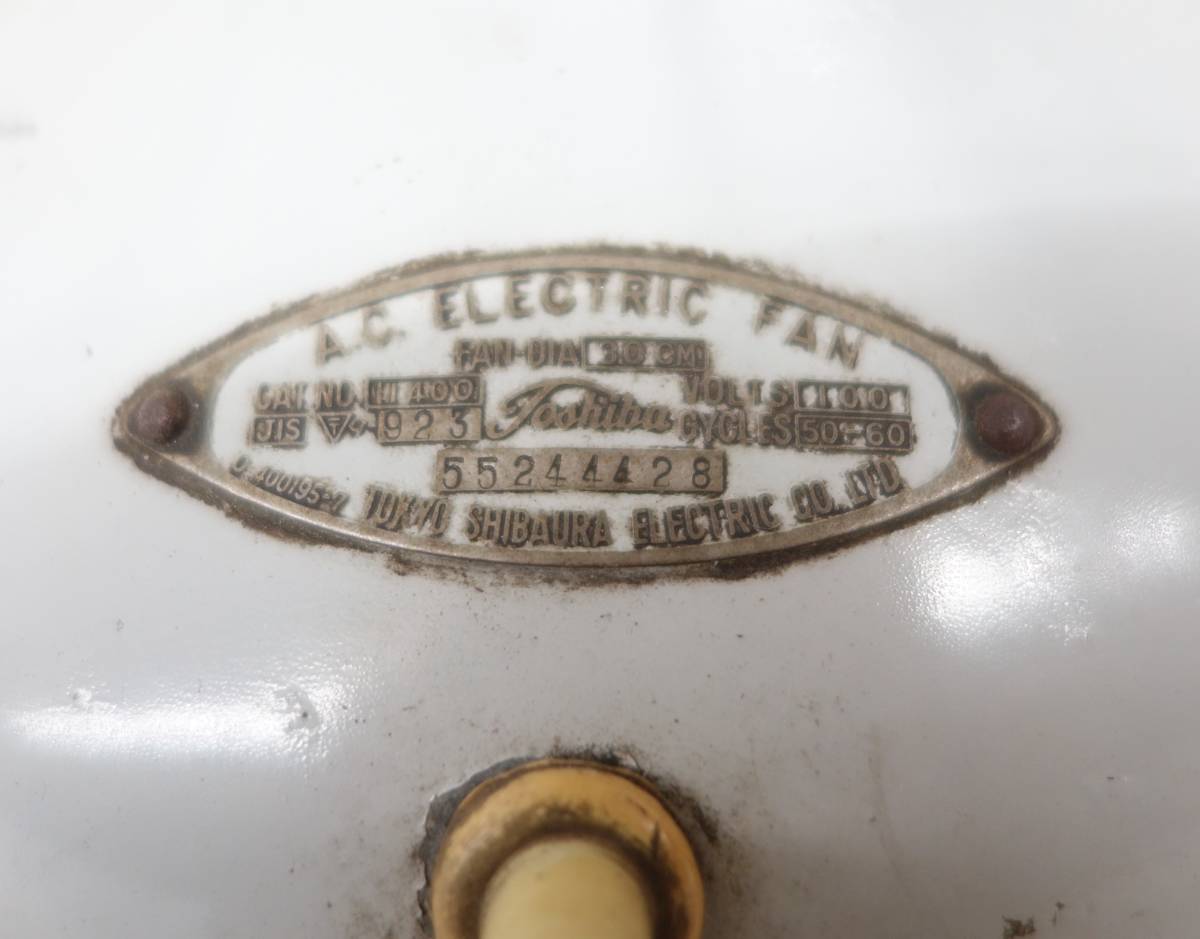 A.C. ELECTRIC FAN
FAN-DIA 30 CM
CAT NO. H 400 Toshiba VOLTS 100
JIS 923 CYCLES 50-60
55244428
TOKYO SHIBAURA ELECTRIC CO. LTD.